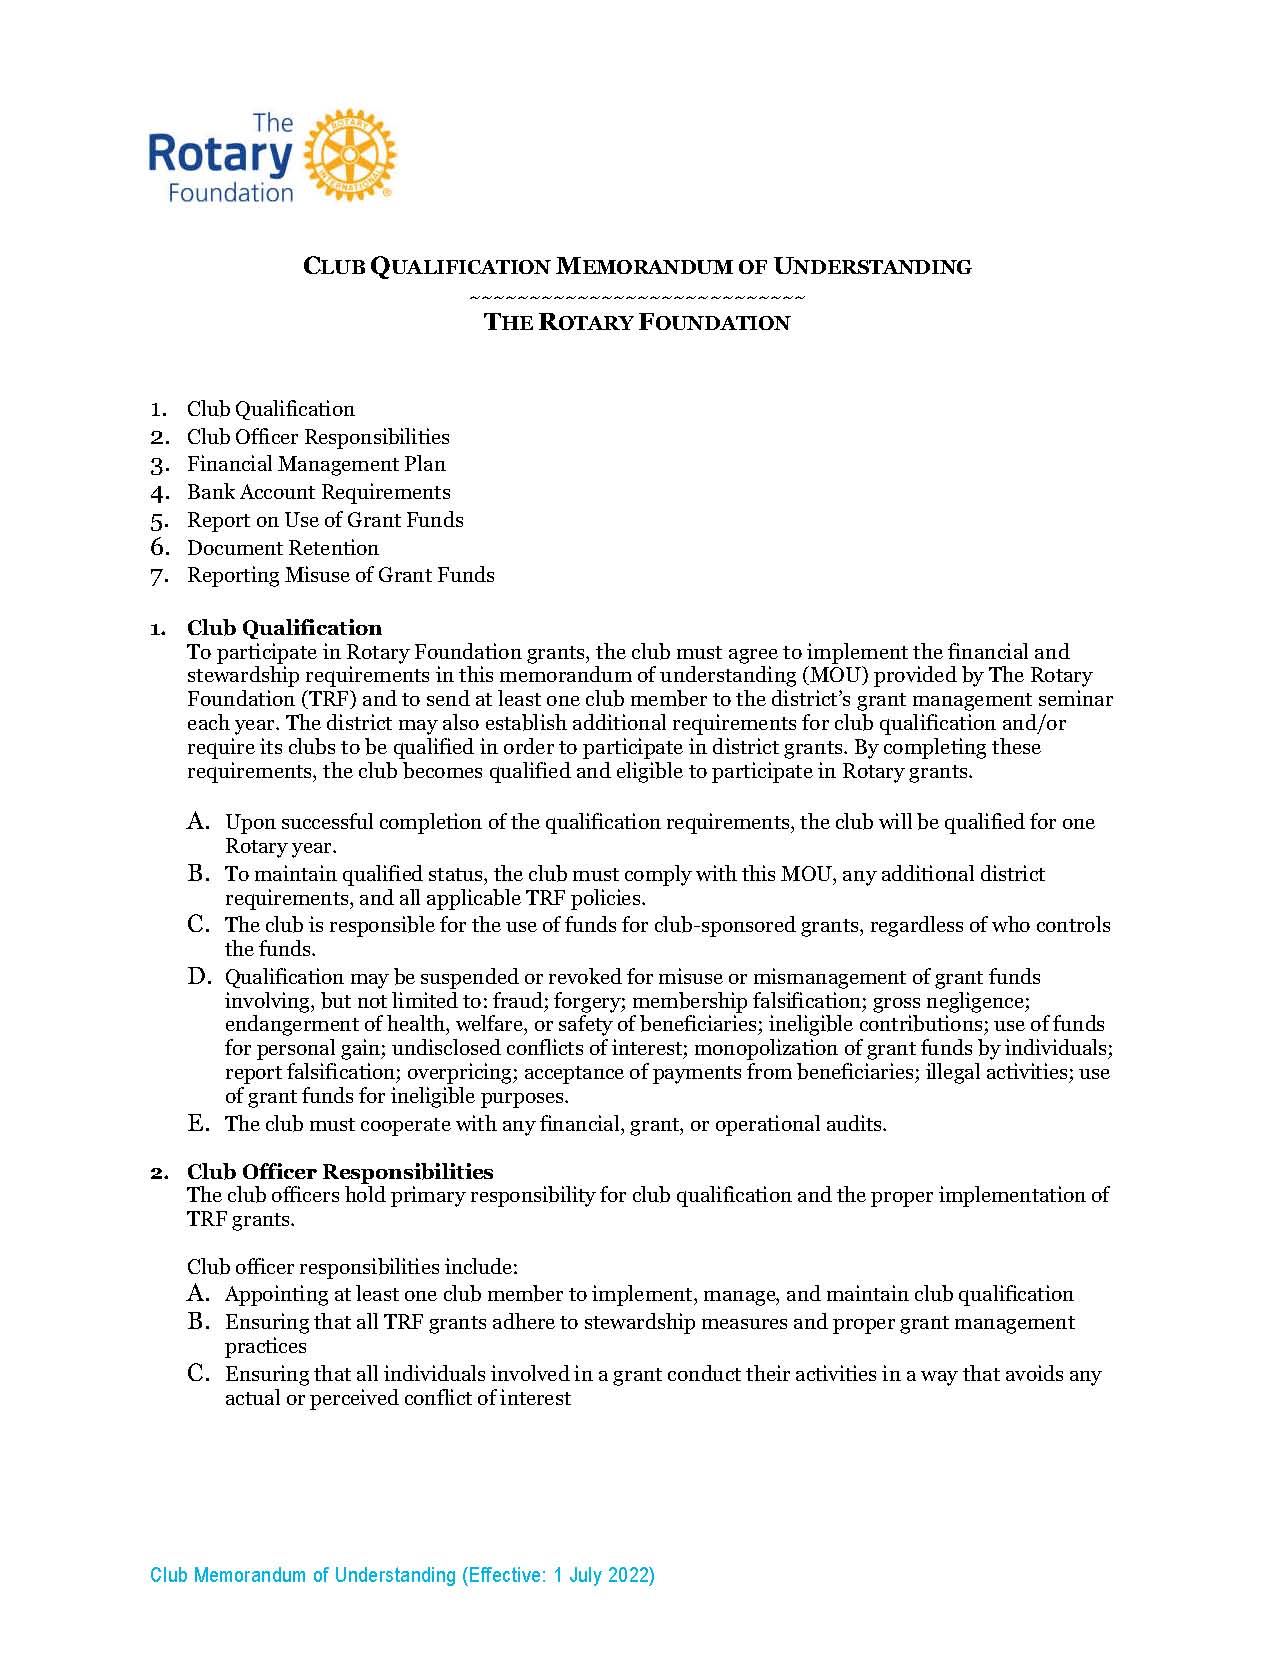 The
Rotary
Foundation
ROTARY
INTERNATIONAL
®
CLUB QUALIFICATION MEMORANDUM OF UNDERSTANDING
~~~~~~~~~~~~~~~~~~~~~~~~~~~~
THE ROTARY FOUNDATION
1. Club Qualification
2. Club Officer Responsibilities
3. Financial Management Plan
4. Bank Account Requirements
5. Report on Use of Grant Funds
6. Document Retention
7. Reporting Misuse of Grant Funds
1. Club Qualification
To participate in Rotary Foundation grants, the club must agree to implement the financial and
stewardship requirements in this memorandum of understanding (MOU) provided by The Rotary
Foundation (TRF) and to send at least one club member to the district’s grant management seminar
each year. The district may also establish additional requirements for club qualification and/or
require its clubs to be qualified in order to participate in district grants. By completing these
requirements, the club becomes qualified and eligible to participate in Rotary grants.
A. Upon successful completion of the qualification requirements, the club will be qualified for one
Rotary year.
B. To maintain qualified status, the club must comply with this MOU, any additional district
requirements, and all applicable TRF policies.
C. The club is responsible for the use of funds for club-sponsored grants, regardless of who controls
the funds.
D. Qualification may be suspended or revoked for misuse or mismanagement of grant funds
involving, but not limited to: fraud; forgery; membership falsification; gross negligence;
endangerment of health, welfare, or safety of beneficiaries; ineligible contributions; use of funds
for personal gain; undisclosed conflicts of interest; monopolization of grant funds by individuals;
report falsification; overpricing; acceptance of payments from beneficiaries; illegal activities; use
of grant funds for ineligible purposes.
E. The club must cooperate with any financial, grant, or operational audits.
2. Club Officer Responsibilities
The club officers hold primary responsibility for club qualification and the proper implementation of
TRF grants.
Club officer responsibilities include:
A. Appointing at least one club member to implement, manage, and maintain club qualification
B. Ensuring that all TRF grants adhere to stewardship measures and proper grant management
practices
C. Ensuring that all individuals involved in a grant conduct their activities in a way that avoids any
actual or perceived conflict of interest
Club Memorandum of Understanding (Effective: 1 July 2022)